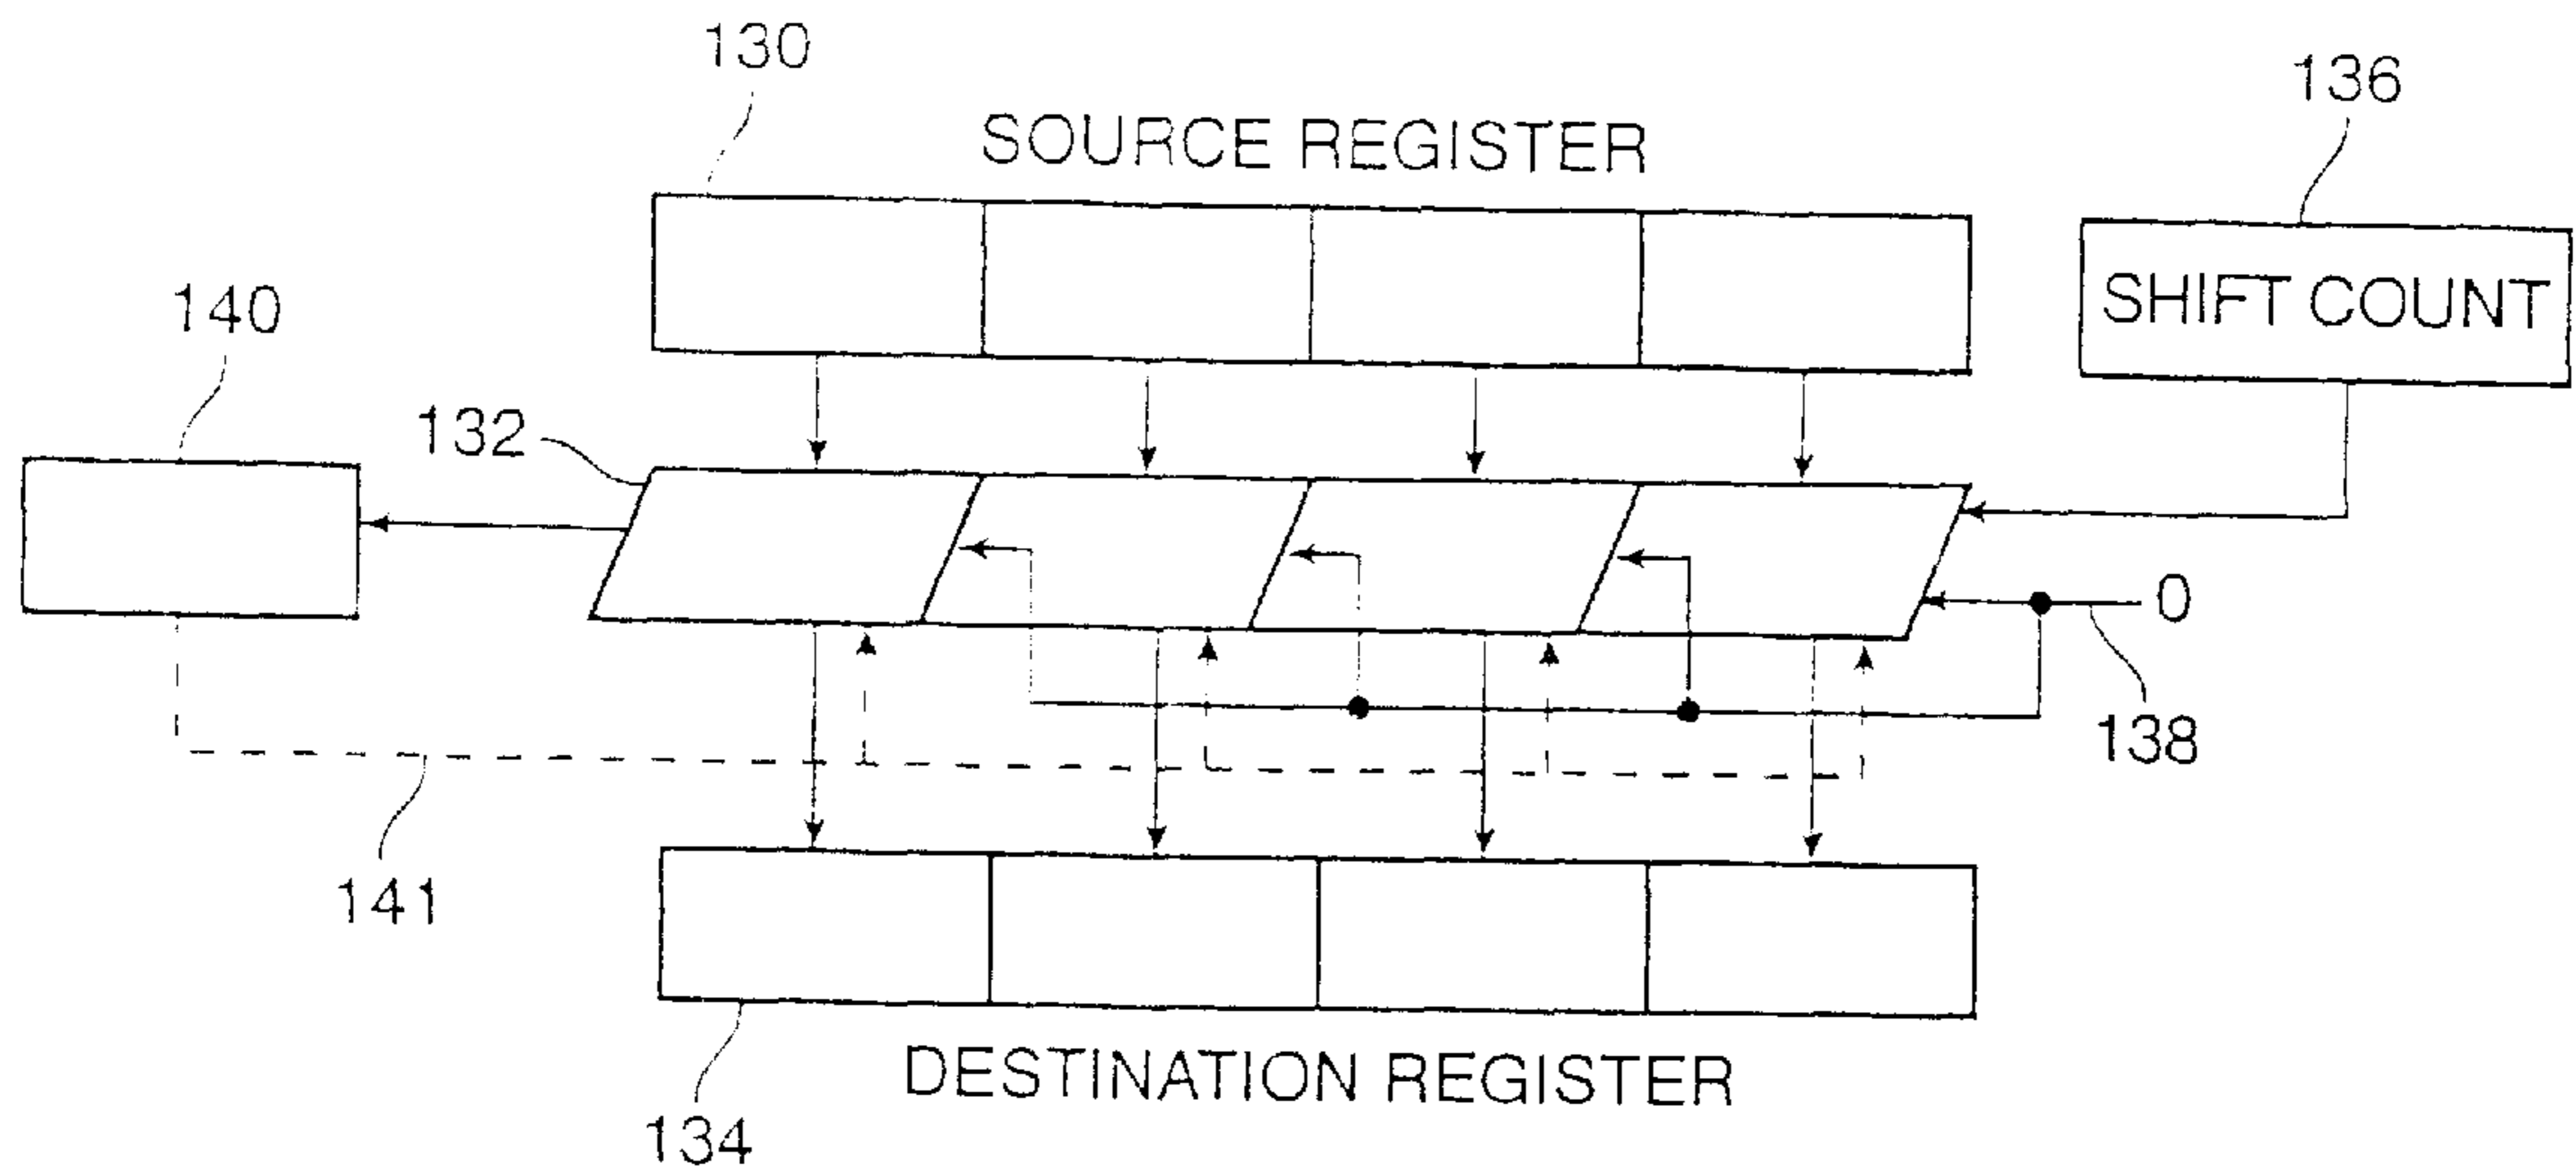 130
136
SOURCE REGISTER
SHIFT COUNT
140
132
0
138
141
DESTINATION REGISTER
134